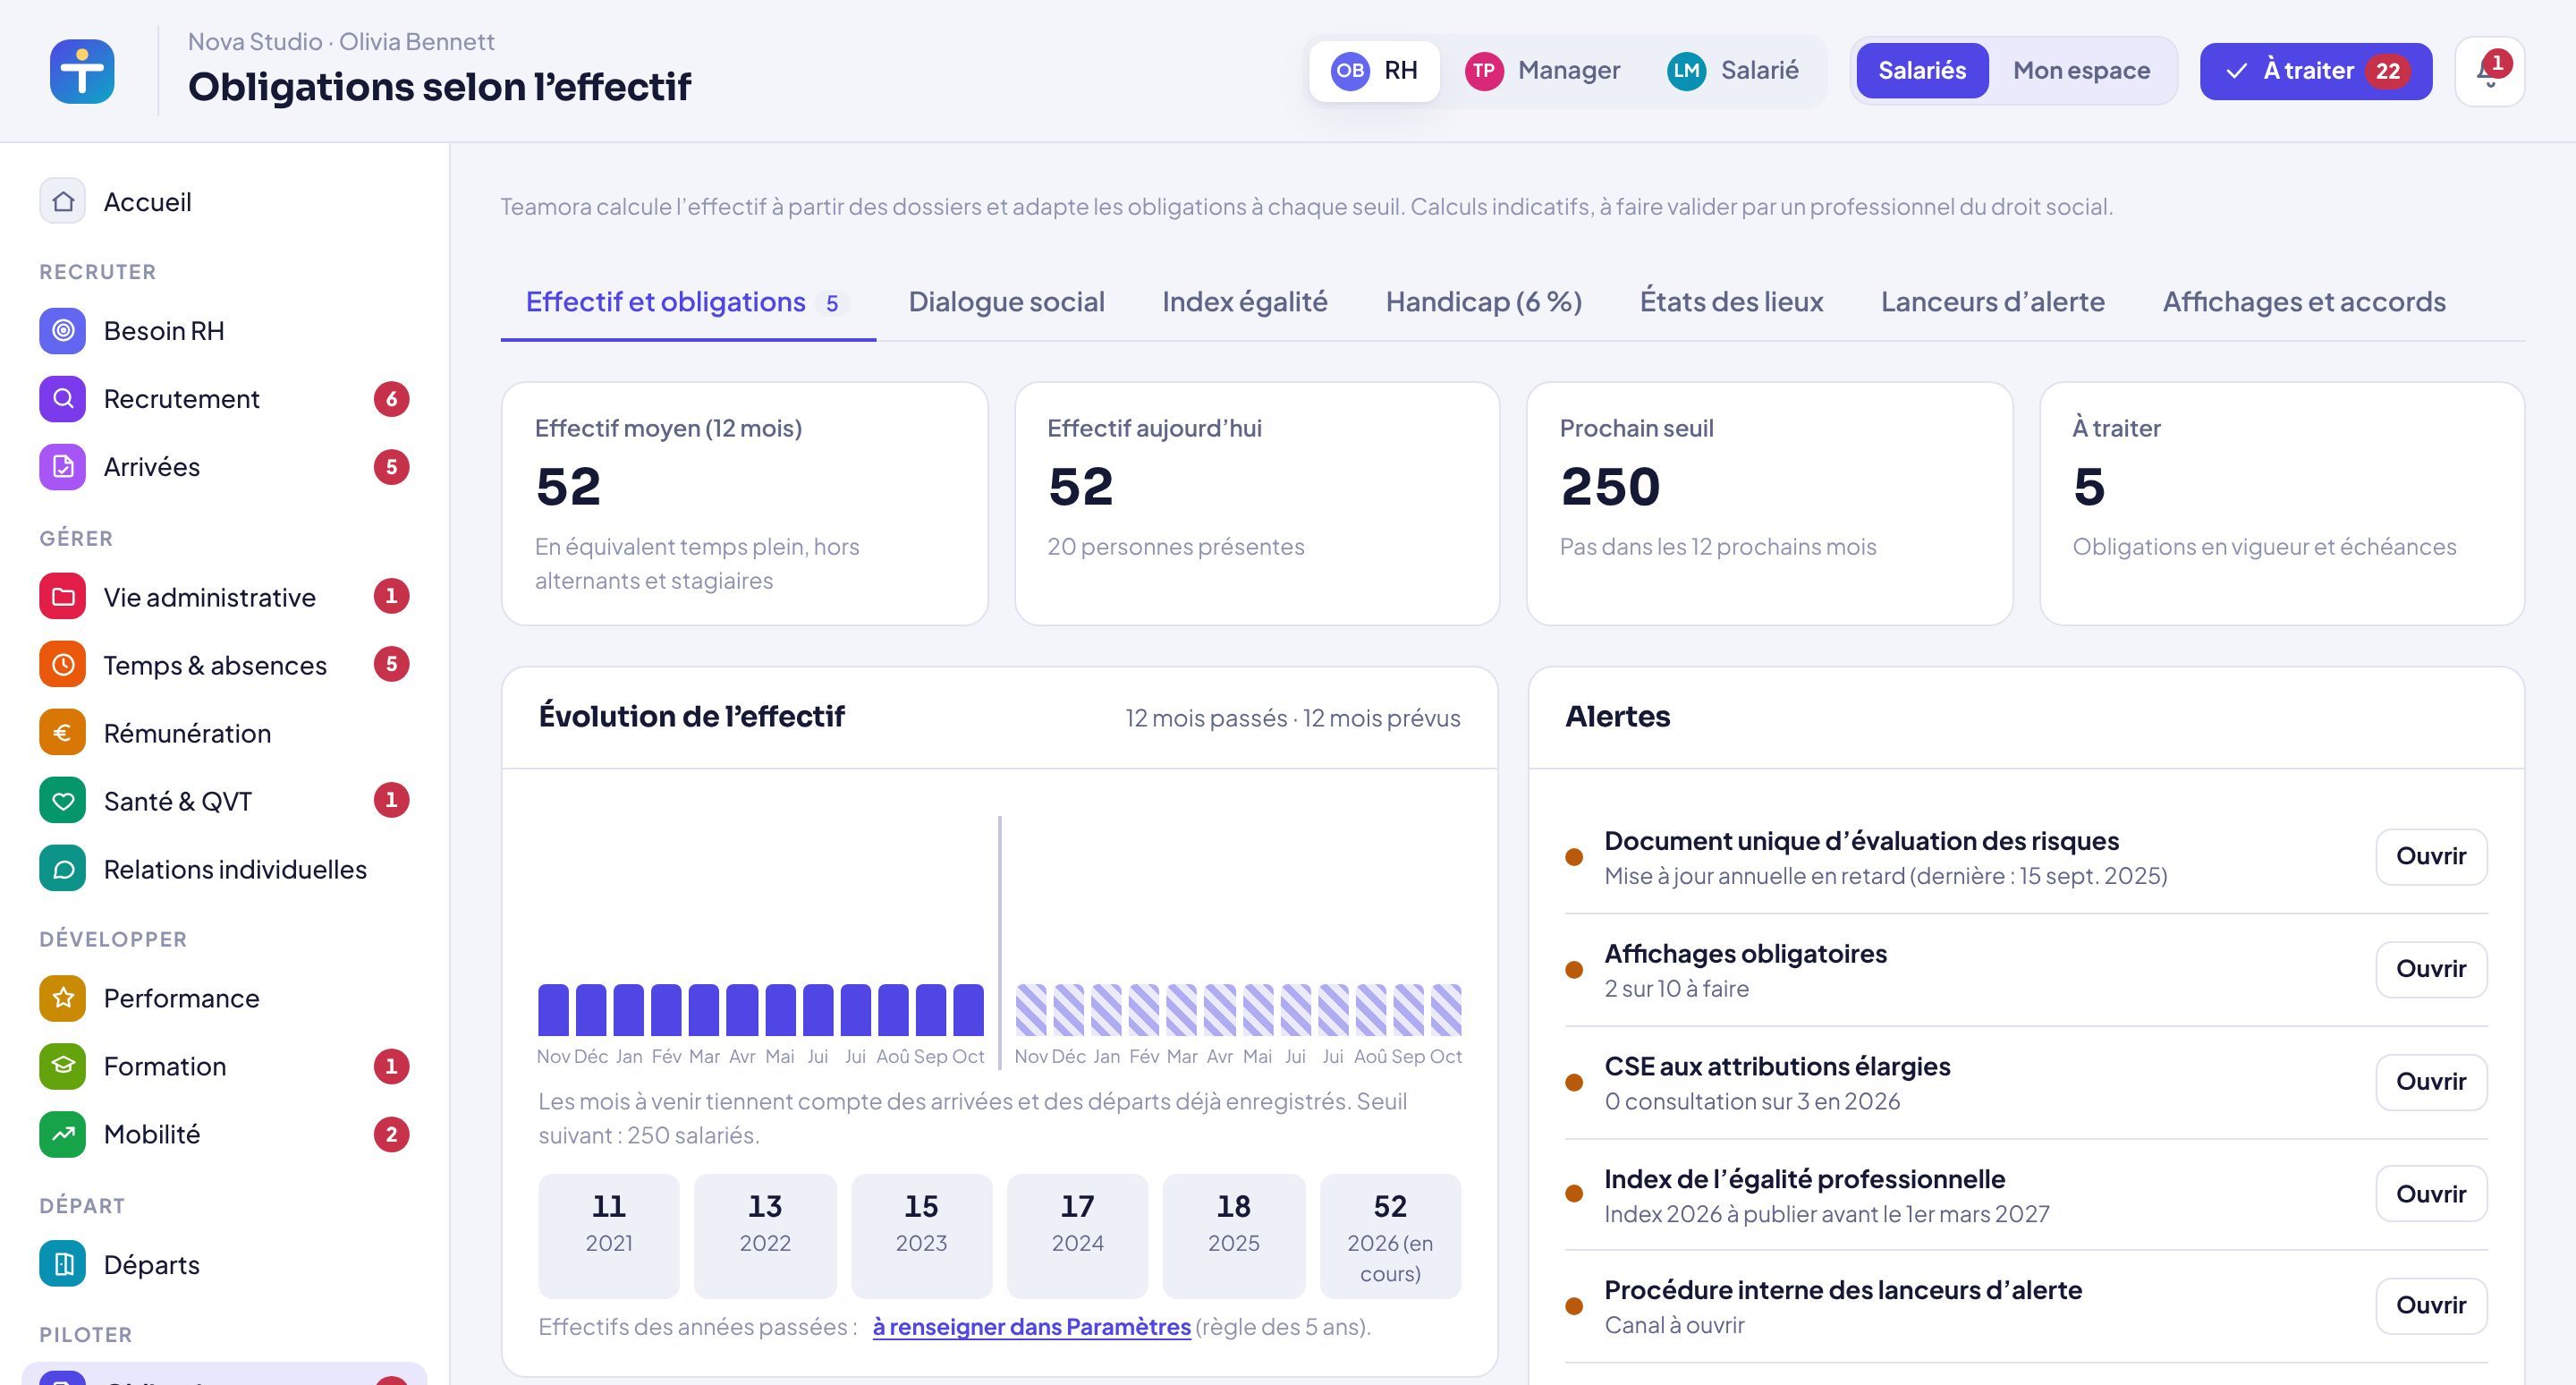 Nova Studio · Olivia Bennett
Obligations selon l’effectif
OB RH
TP Manager
LM Salarié
Salariés
Mon espace
À traiter 22
1
Accueil
RECRUTER
Besoin RH
Recrutement 6
Arrivées 5
GÉRER
Vie administrative 1
Temps & absences 5
Rémunération
Santé & QVT 1
Relations individuelles
DÉVELOPPER
Performance
Formation 1
Mobilité 2
DÉPART
Départs
PILOTER
Teamora calcule l’effectif à partir des dossiers et adapte les obligations à chaque seuil. Calculs indicatifs, à faire valider par un professionnel du droit social.
Effectif et obligations 5
Dialogue social
Index égalité
Handicap (6 %)
États des lieux
Lanceurs d’alerte
Affichages et accords
Effectif moyen (12 mois)
52
En équivalent temps plein, hors
alternants et stagiaires
Effectif aujourd’hui
52
20 personnes présentes
Prochain seuil
250
Pas dans les 12 prochains mois
À traiter
5
Obligations en vigueur et échéances
Évolution de l’effectif
12 mois passés · 12 mois prévus
Nov Déc Jan Fév Mar Avr Mai Jui Jui Aoû Sep Oct Nov Déc Jan Fév Mar Avr Mai Jui Jui Aoû Sep Oct
Les mois à venir tiennent compte des arrivées et des départs déjà enregistrés. Seuil
suivant : 250 salariés.
11
2021
13
2022
15
2023
17
2024
18
2025
52
2026 (en
cours)
Effectifs des années passées : à renseigner dans Paramètres (règle des 5 ans).
Alertes
Document unique d’évaluation des risques
Mise à jour annuelle en retard (dernière : 15 sept. 2025)
Ouvrir
Affichages obligatoires
2 sur 10 à faire
Ouvrir
CSE aux attributions élargies
0 consultation sur 3 en 2026
Ouvrir
Index de l’égalité professionnelle
Index 2026 à publier avant le 1er mars 2027
Ouvrir
Procédure interne des lanceurs d’alerte
Canal à ouvrir
Ouvrir